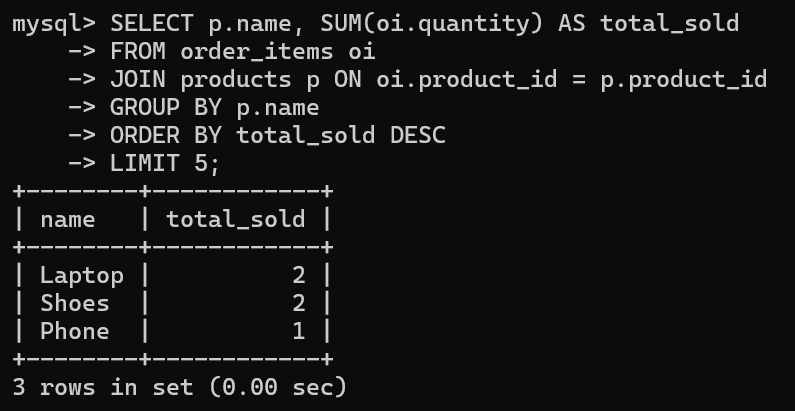 mysql> SELECT p.name, SUM(oi.quantity) AS total_sold
    -> FROM order_items oi
    -> JOIN products p ON oi.product_id = p.product_id
    -> GROUP BY p.name
    -> ORDER BY total_sold DESC
    -> LIMIT 5;
+--------+------------+
| name   | total_sold |
+--------+------------+
| Laptop |          2 |
| Shoes  |          2 |
| Phone  |          1 |
+--------+------------+
3 rows in set (0.00 sec)